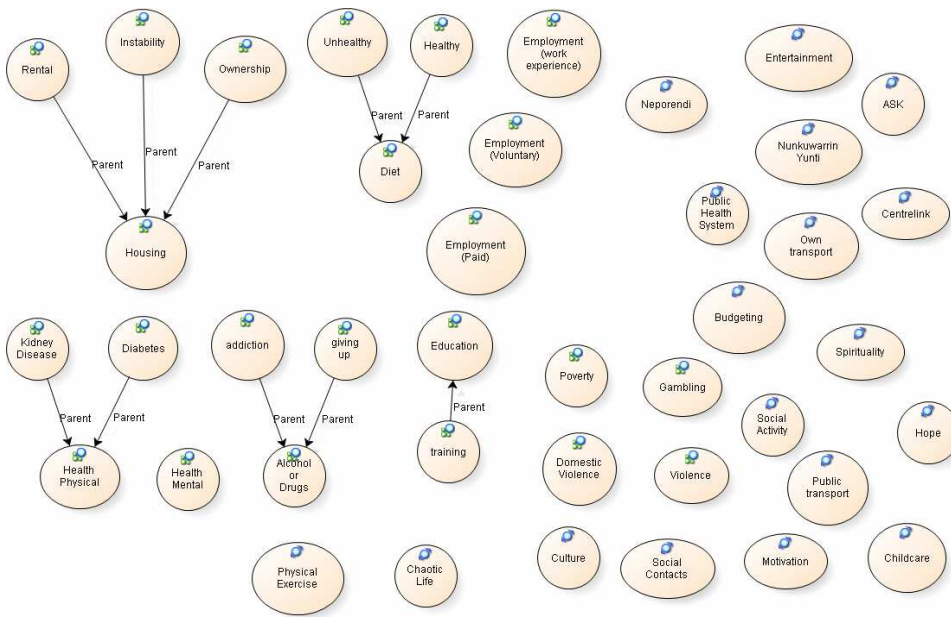 Rental
Instability
Ownership
Parent
Parent
Parent
Housing
Unhealthy
Healthy
Parent
Parent
Diet
Employment
(work
experience)
Employment
(Voluntary)
Employment
(Paid)
Neporendi
Entertainment
ASK
Nunkuwarrin
Yunti
Public
Health
System
Centrelink
Own
transport
Budgeting
Spirituality
Kidney
Disease
Diabetes
Parent
Parent
Health
Physical
Health
Mental
addiction
giving
up
Parent
Parent
Alcohol
or
Drugs
Education
Parent
training
Poverty
Gambling
Social
Activity
Hope
Domestic
Violence
Violence
Public
transport
Physical
Exercise
Chaotic
Life
Culture
Social
Contacts
Motivation
Childcare